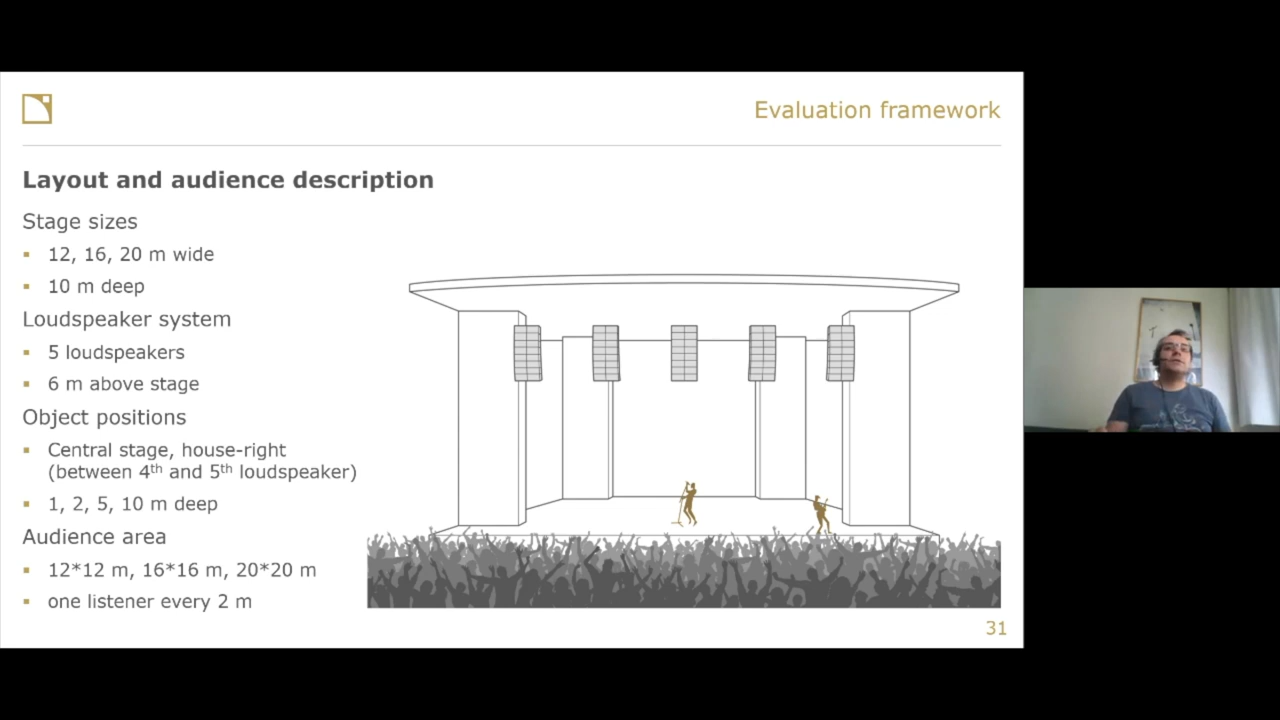 Evaluation framework
Layout and audience description
Stage sizes
▪ 12, 16, 20 m wide
▪ 10 m deep
Loudspeaker system
▪ 5 loudspeakers
▪ 6 m above stage
Object positions
▪ Central stage, house-right
(between 4th and 5th loudspeaker)
▪ 1, 2, 5, 10 m deep
Audience area
▪ 12*12 m, 16*16 m, 20*20 m
▪ one listener every 2 m
31